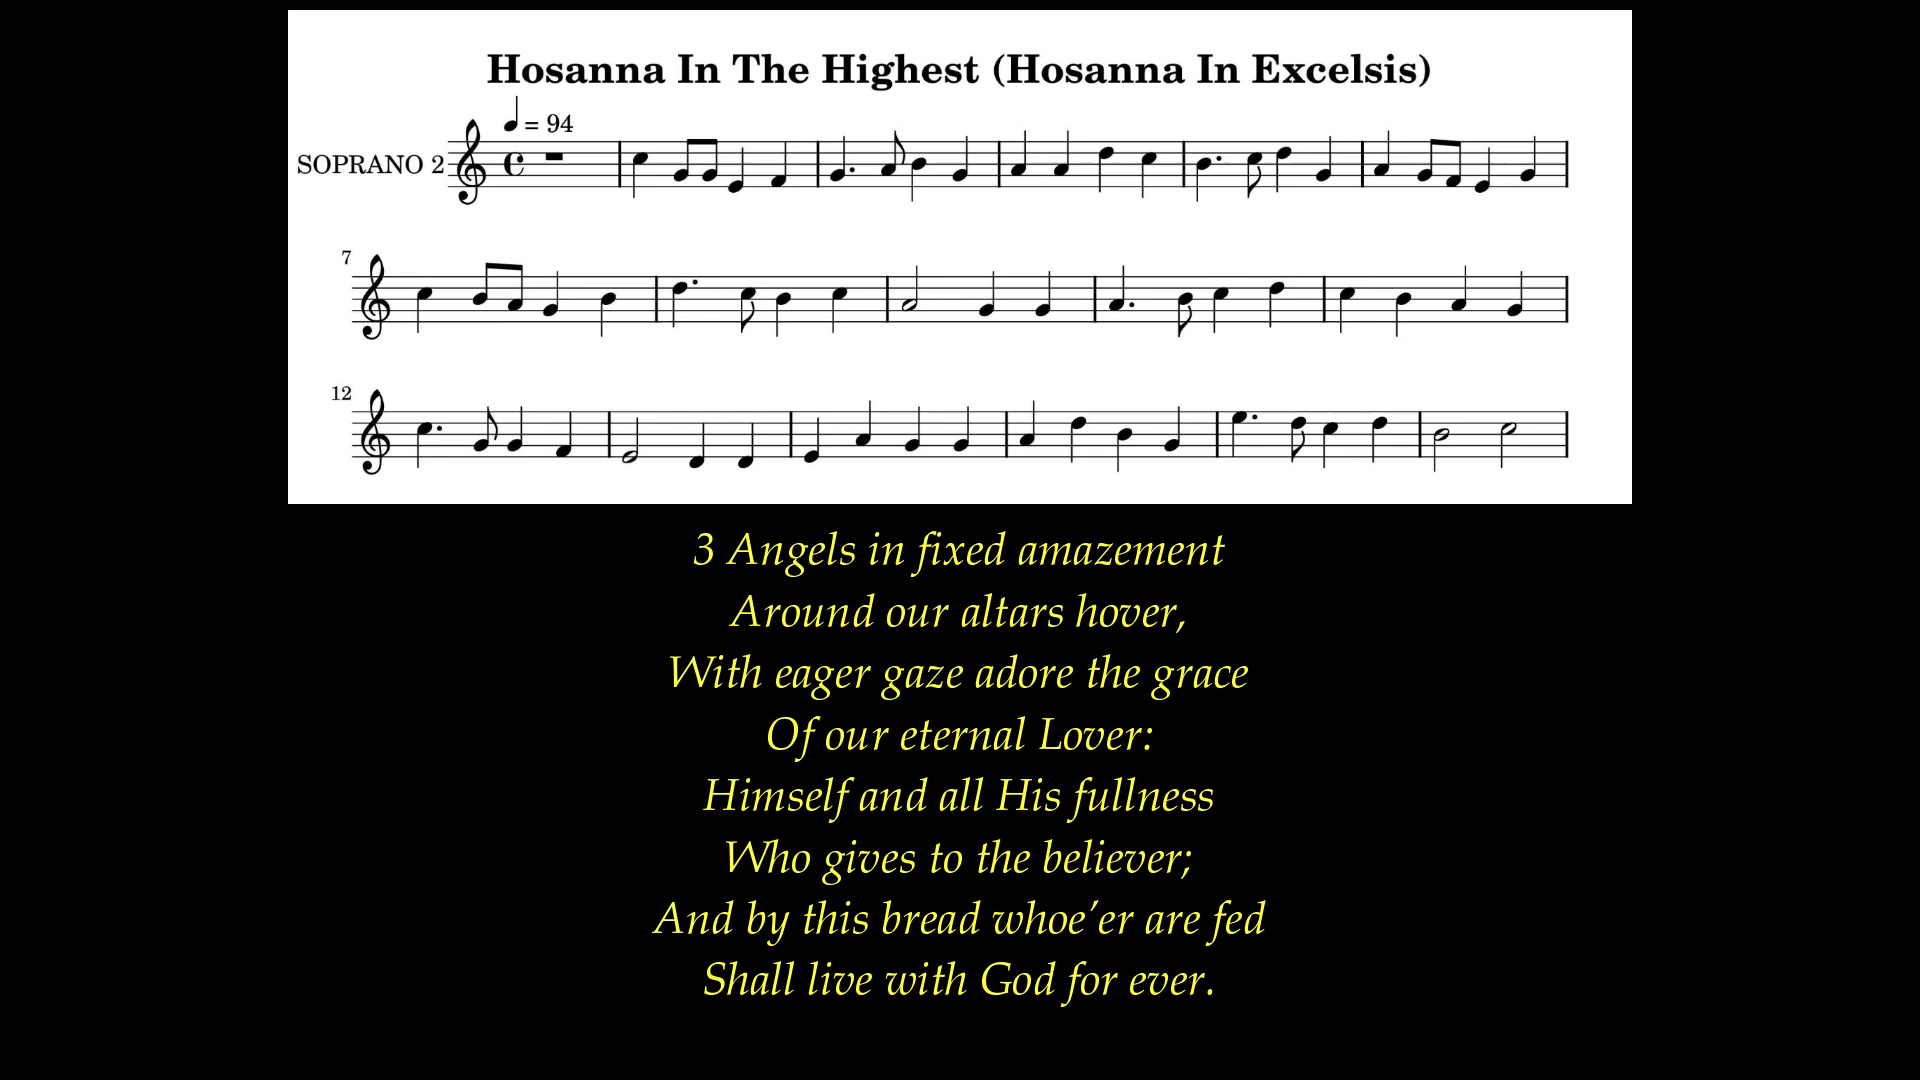 Hosanna In The Highest (Hosanna In Excelsis)
= 94
SOPRANO 2
7
12
3 Angels in fixed amazement
Around our altars hover,
With eager gaze adore the grace
Of our eternal Lover:
Himself and all His fullness
Who gives to the believer;
And by this bread whoe’er are fed
Shall live with God for ever.